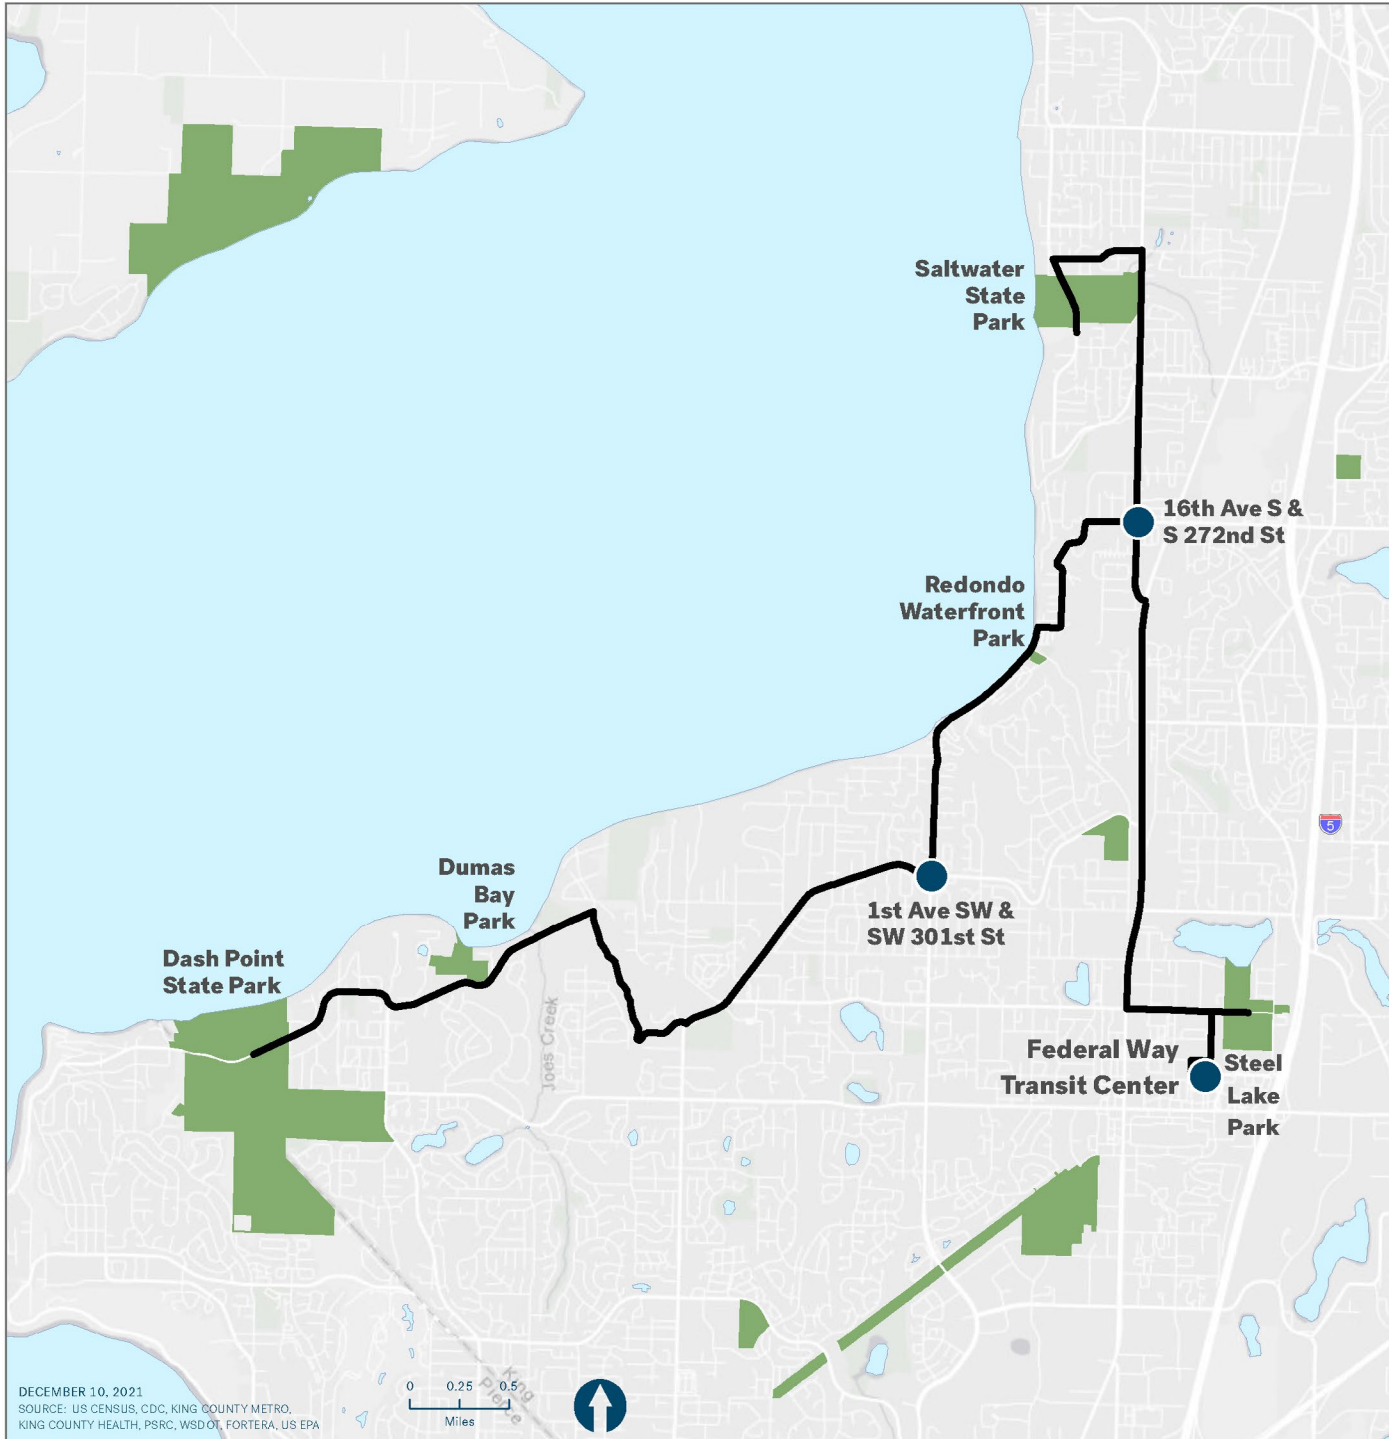 Saltwater
State
Park
16th Ave S &
S 272nd St
Redondo
Waterfront
Park
5
Dumas
Bay
Park
1st Ave SW &
SW 301st St
Dash Point
State Park
Joes Creek
Federal Way
Transit Center
Steel
Lake
Park
King
Pierce
DECEMBER 10, 2021
SOURCE: US CENSUS, CDC, KING COUNTY METRO,
KING COUNTY HEALTH, PSRC, WSDOT, FORTERA, US EPA
0 0.25 0.5
Miles